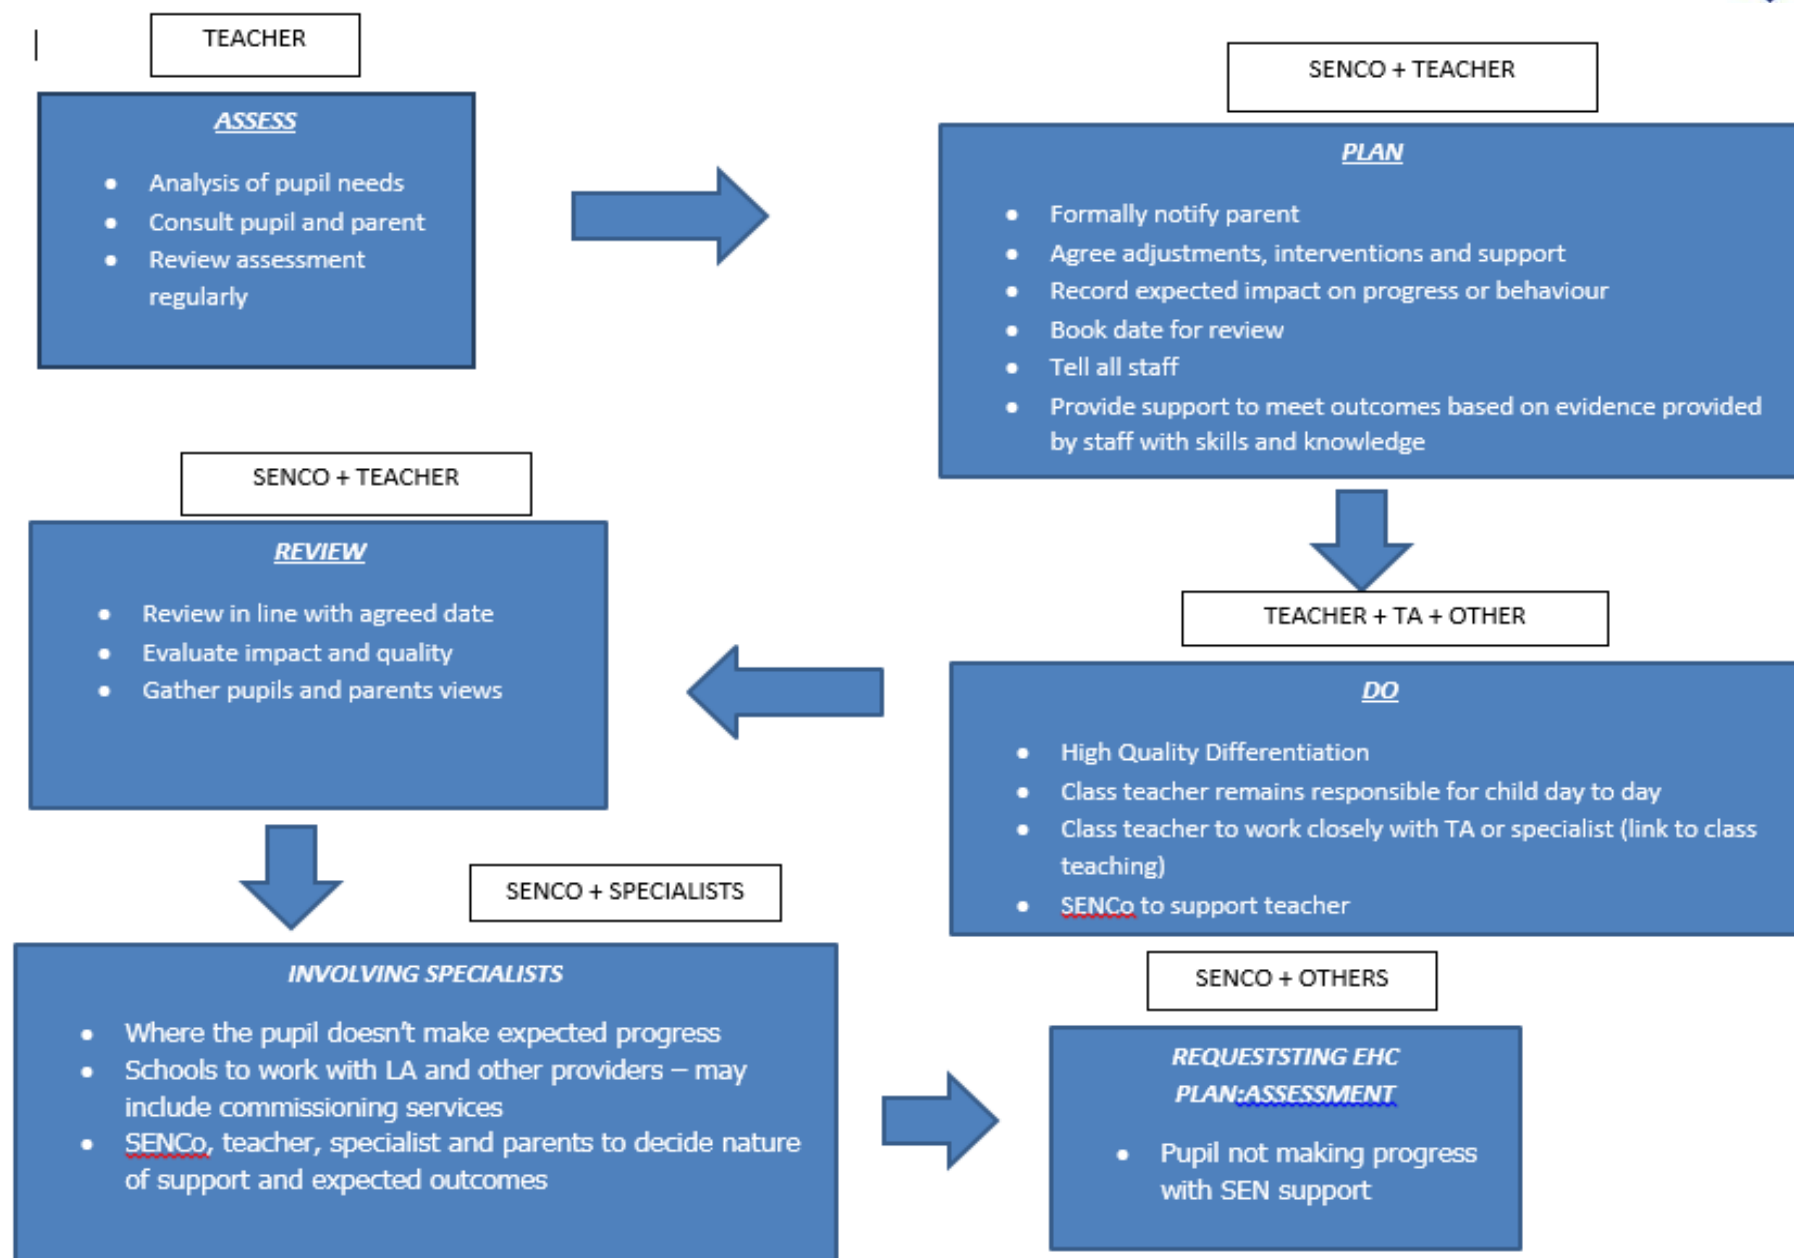 TEACHER
ASSESS
• Analysis of pupil needs
• Consult pupil and parent
• Review assessment
regularly
SENCO + TEACHER
PLAN
• Formally notify parent
• Agree adjustments, interventions and support
• Record expected impact on progress or behaviour
• Book date for review
• Tell all staff
• Provide support to meet outcomes based on evidence provided
by staff with skills and knowledge
TEACHER + TA + OTHER
DO
• High Quality Differentiation
• Class teacher remains responsible for child day to day
• Class teacher to work closely with TA or specialist (link to class
teaching)
• SENCo to support teacher
SENCO + TEACHER
REVIEW
• Review in line with agreed date
• Evaluate impact and quality
• Gather pupils and parents views
SENCO + SPECIALISTS
INVOLVING SPECIALISTS
• Where the pupil doesn't make expected progress
• Schools to work with LA and other providers – may
include commissioning services
• SENCo, teacher, specialist and parents to decide nature
of support and expected outcomes
SENCO + OTHERS
REQUESTSTING EHC
PLAN:ASSESSMENT
• Pupil not making progress
with SEN support